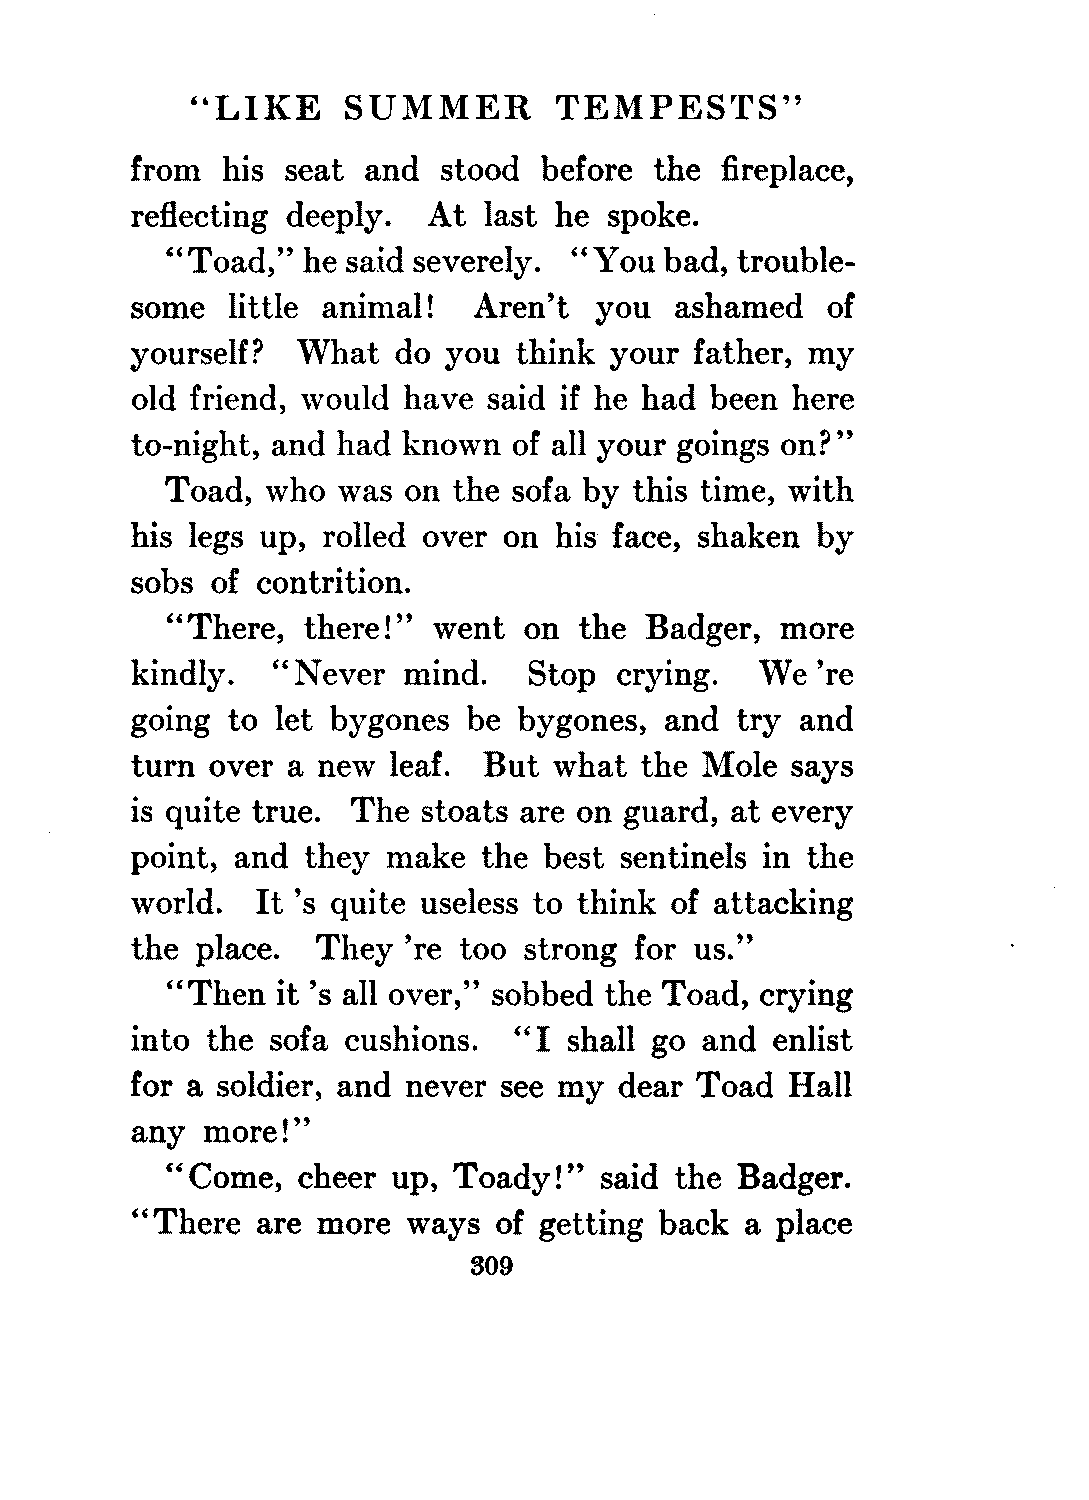 “LIKE SUMMER TEMPESTS”
from his seat and stood before the fireplace,
reflecting deeply. At last he spoke.
“Toad,” he said severely. “You bad, trouble-
some little animal! Aren’t you ashamed of
yourself? What do you think your father, my
old friend, would have said if he had been here
to-night, and had known of all your goings on?”
Toad, who was on the sofa by this time, with
his legs up, rolled over on his face, shaken by
sobs of contrition.
“There, there!” went on the Badger, more
kindly. “Never mind. Stop crying. We ’re
going to let bygones be bygones, and try and
turn over a new leaf. But what the Mole says
is quite true. The stoats are on guard, at every
point, and they make the best sentinels in the
world. It ’s quite useless to think of attacking
the place. They ’re too strong for us.”
“Then it ’s all over,” sobbed the Toad, crying
into the sofa cushions. “I shall go and enlist
for a soldier, and never see my dear Toad Hall
any more!”
“Come, cheer up, Toady!” said the Badger.
“There are more ways of getting back a place
309